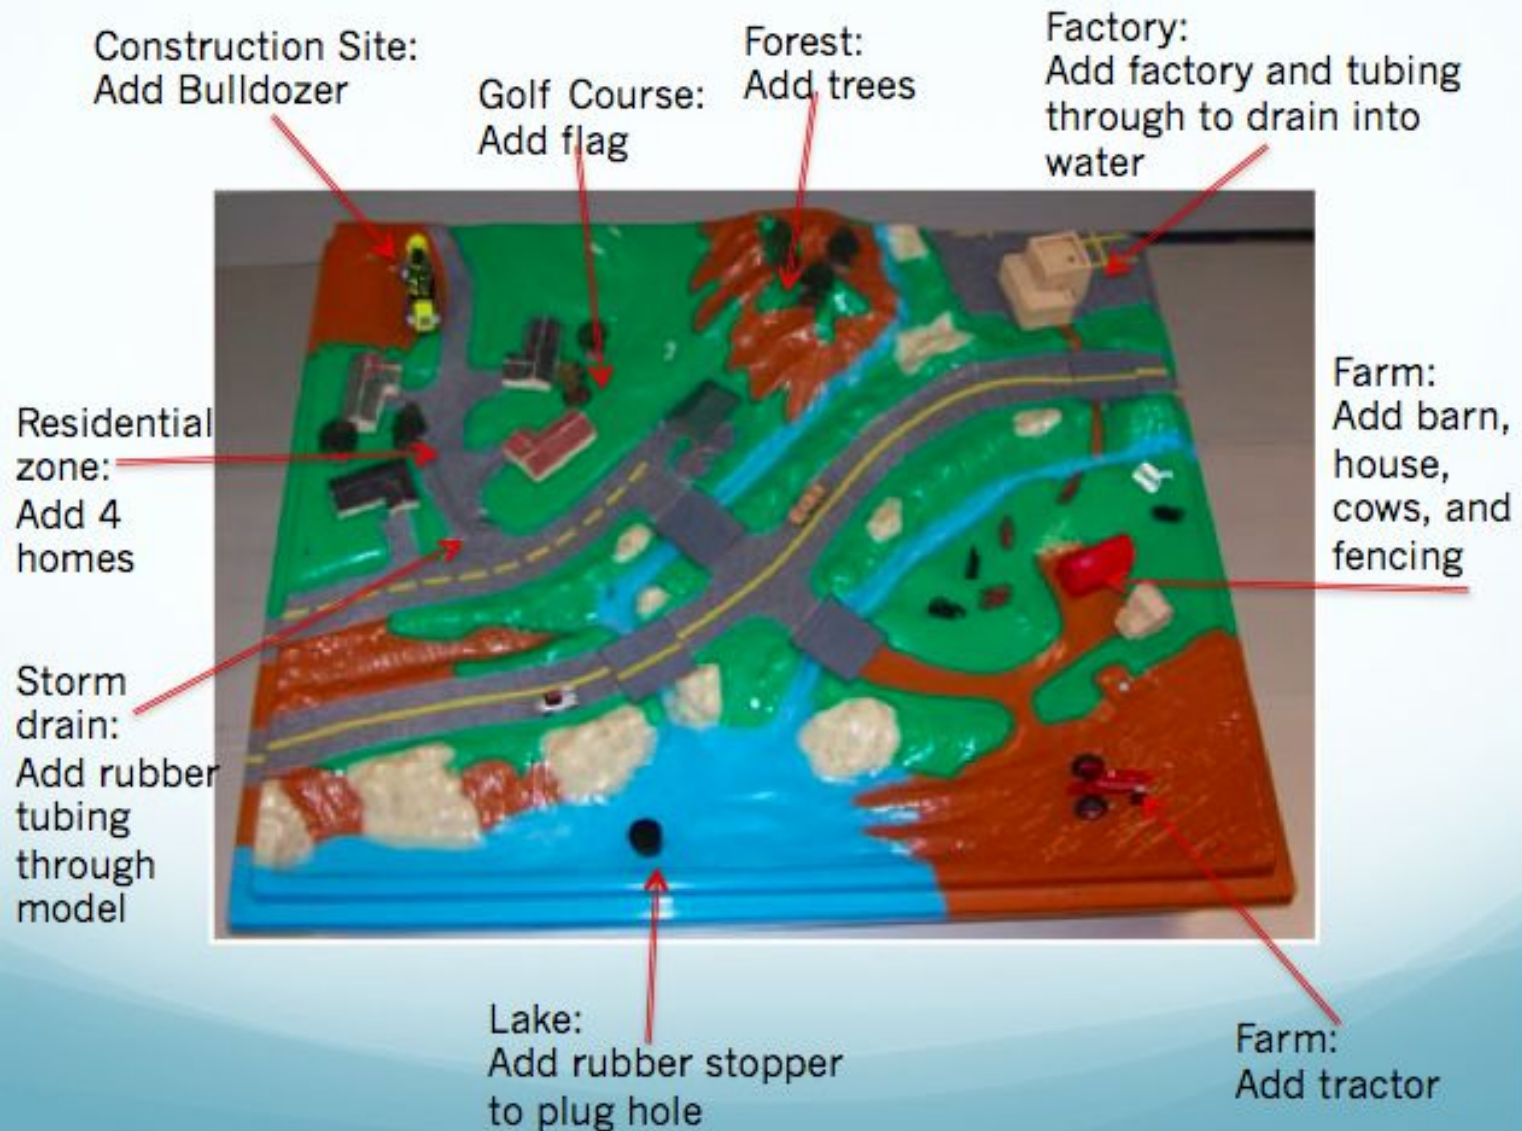 Construction Site:
Add Bulldozer
Golf Course:
Add flag
Forest:
Add trees
Factory:
Add factory and tubing
through to drain into
water
Residential
zone:
Add 4
homes
Farm:
Add barn,
house,
cows, and
fencing
Storm
drain:
Add rubber
tubing
through
model
Lake:
Add rubber stopper
to plug hole
Farm:
Add tractor